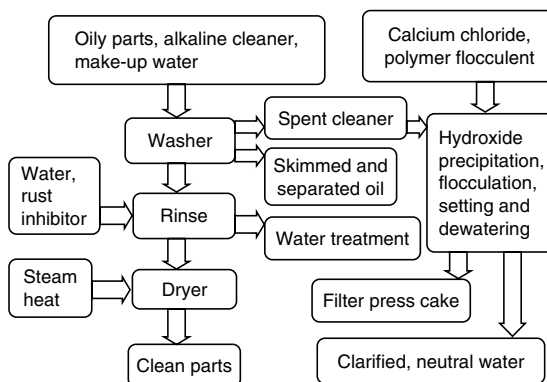 Oily parts, alkaline cleaner,
make-up water
Calcium chloride,
polymer flocculent
Washer
Spent cleaner
Skimmed and
separated oil
Hydroxide
precipitation,
flocculation,
setting and
dewatering
Water,
rust
inhibitor
Rinse
Water treatment
Steam
heat
Dryer
Filter press cake
Clean parts
Clarified, neutral water